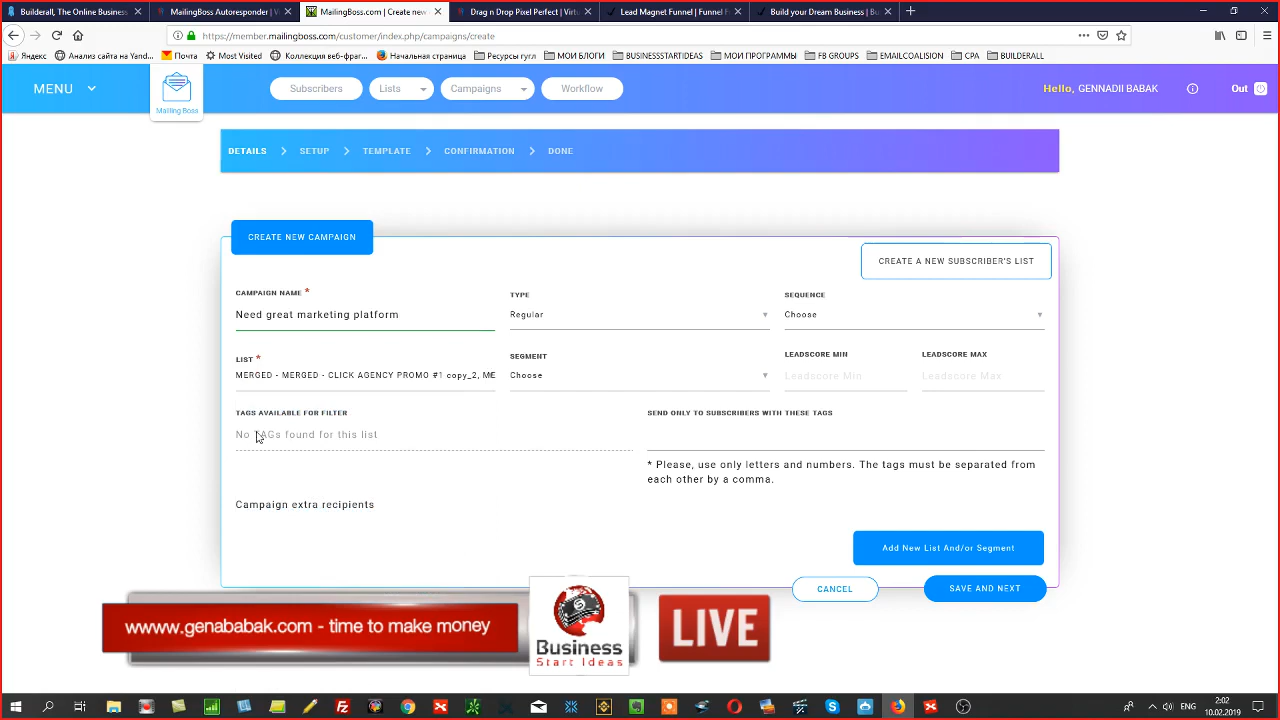 Builderall, The Online Business
MailingBoss Autoresponder | V
MailingBoss.com | Create new
Drag n Drop Pixel Perfect | Virtu
Lead Magnet Funnel | Funnel F
Build your Dream Business | Bu
https://member.mailingboss.com/customer/index.php/campaigns/create
Яндекс
Анализ сайта на Yand...
Почта
Most Visited
Коллекция веб-фраг...
Начальная страница
Ресурсы гугл
МОИ БЛОГИ
BUSINESSSTARTIDEAS
МОИ ПРОГРАММЫ
FB GROUPS
EMAILCOALISION
CPA
BUILDERALL
MENU
Mailing Boss
Subscribers
Lists
Campaigns
Workflow
Hello, GENNADII BABAK
Out
DETAILS
SETUP
TEMPLATE
CONFIRMATION
DONE
CREATE NEW CAMPAIGN
CREATE A NEW SUBSCRIBER'S LIST
CAMPAIGN NAME *
TYPE
SEQUENCE
Need great marketing platform
Regular
Choose
LIST *
SEGMENT
LEADSCORE MIN
LEADSCORE MAX
MERGED - MERGED - CLICK AGENCY PROMO #1 copy_2, ME
Choose
Leadscore Min
Leadscore Max
TAGS AVAILABLE FOR FILTER
SEND ONLY TO SUBSCRIBERS WITH THESE TAGS
No TAGs found for this list
* Please, use only letters and numbers. The tags must be separated from
each other by a comma.
Campaign extra recipients
Add New List And/or Segment
CANCEL
SAVE AND NEXT
wwww.genababak.com - time to make money
Business
Start Ideas
LIVE
ENG
2:02
10.02.2019